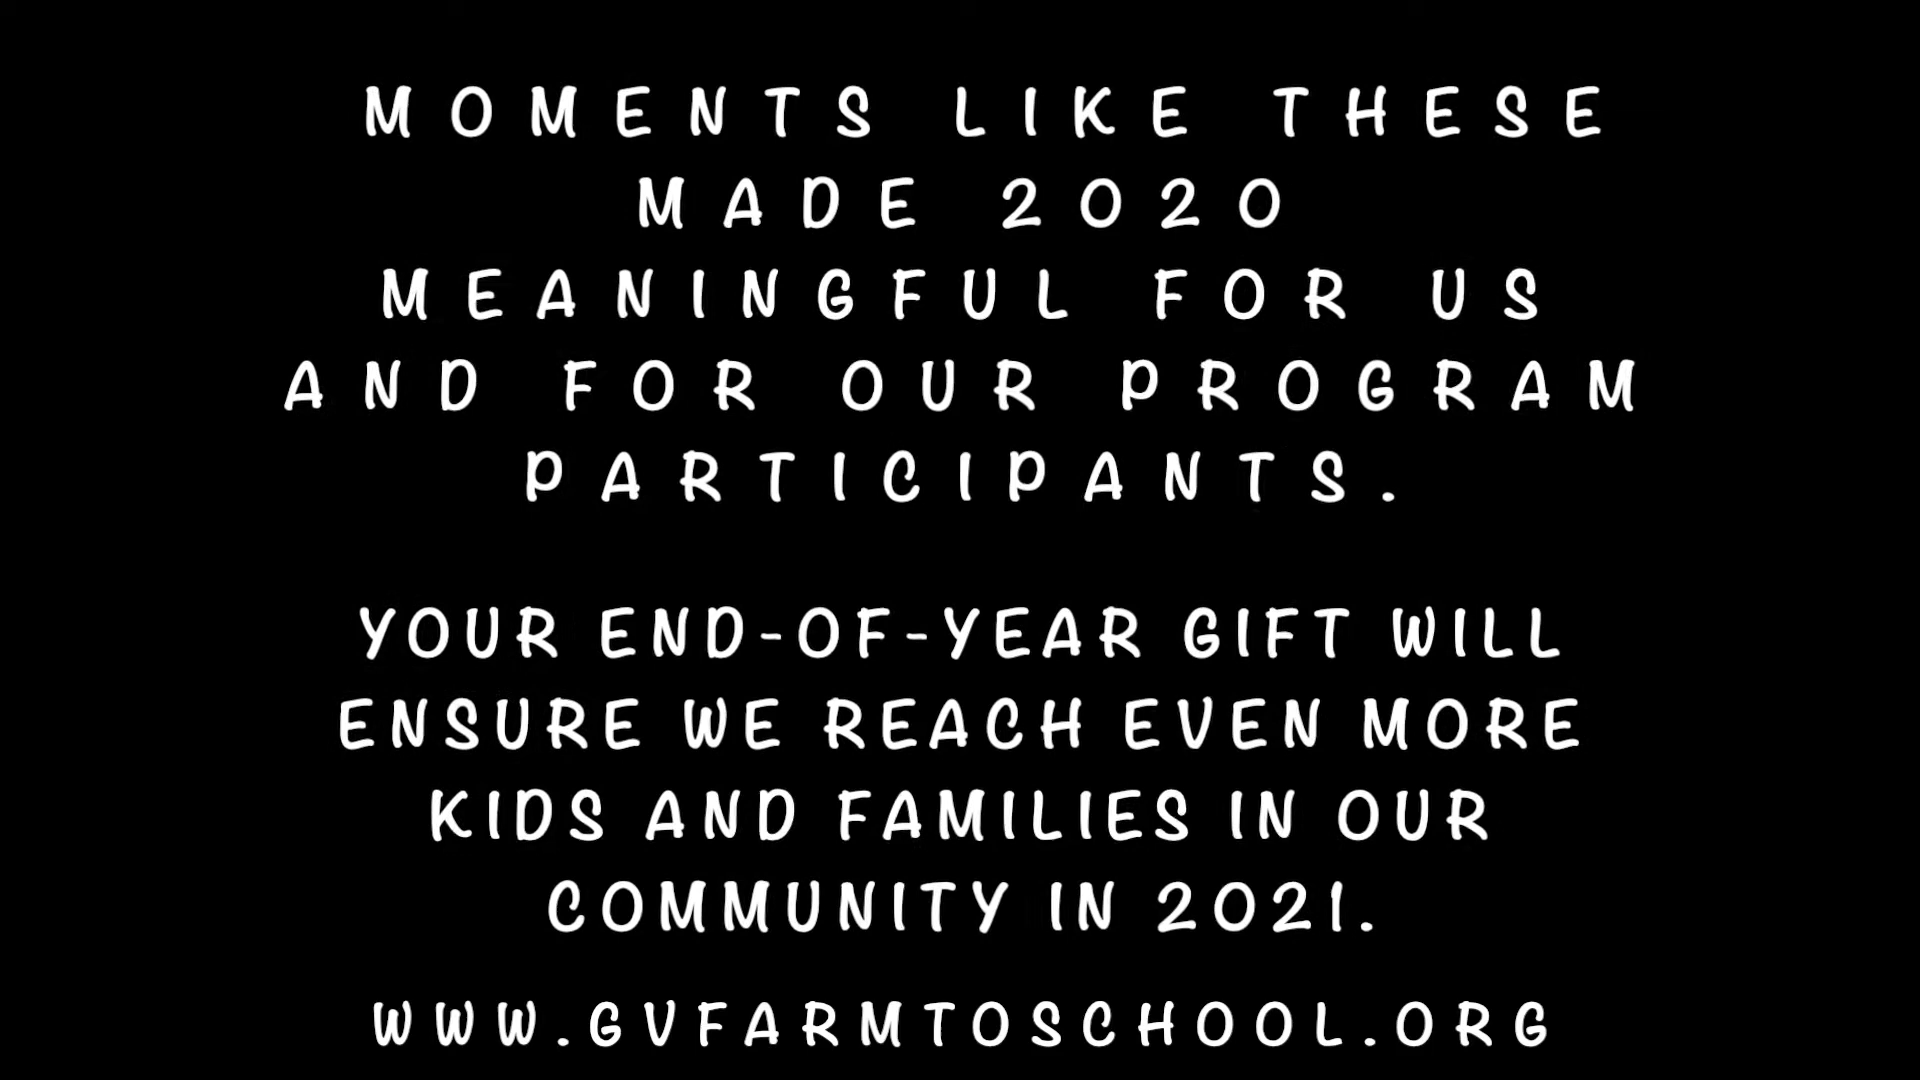 MOMENTS LIKE THESE
MADE 2020
MEANINGFUL FOR US
AND FOR OUR PROGRAM
PARTICIPANTS.
YOUR END-OF-YEAR GIFT WILL
ENSURE WE REACH EVEN MORE
KIDS AND FAMILIES IN OUR
COMMUNITY IN 2021.
WWW.GVFARMTOSCHOOL.ORG